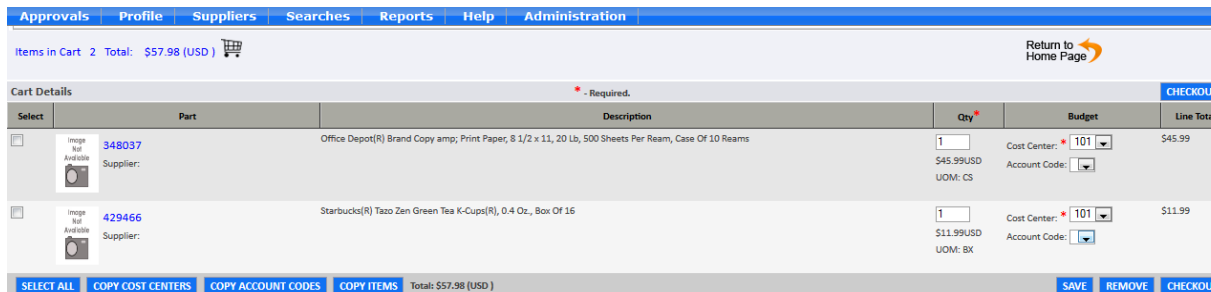 Approvals Profile Suppliers Searches Reports Help Administration
Items in Cart 2 Total: $57.98 (USD )
Return to
Home Page
Cart Details * - Required. CHECKOU
Select Part Description Qty* Budget Line Tota
Image
Not
Available
348037
Supplier:
Office Depot(R) Brand Copy amp; Print Paper, 8 1/2 x 11, 20 Lb, 500 Sheets Per Ream, Case Of 10 Reams
1
$45.99USD
UOM: CS
Cost Center: * 101
Account Code:
$45.99
Image
Not
Available
429466
Supplier:
Starbucks(R) Tazo Zen Green Tea K-Cups(R), 0.4 Oz., Box Of 16
1
$11.99USD
UOM: BX
Cost Center: * 101
Account Code:
$11.99
SELECT ALL COPY COST CENTERS COPY ACCOUNT CODES COPY ITEMS Total: $57.98 (USD ) SAVE REMOVE CHECKOU